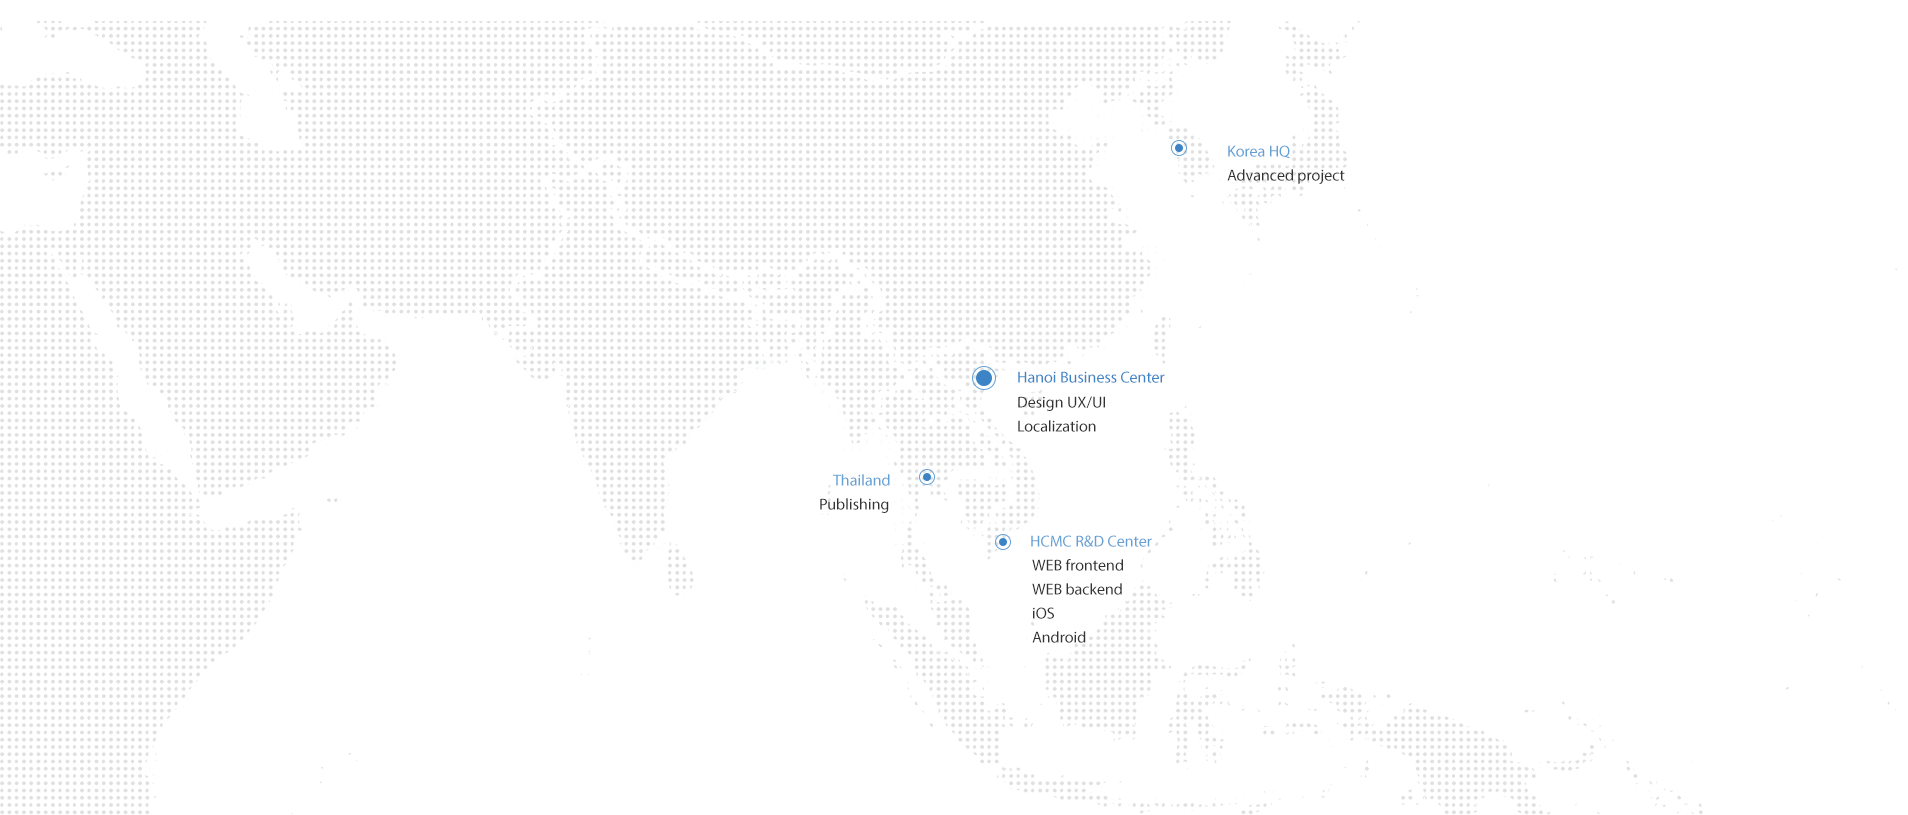 Korea HQ
Advanced project
Hanoi Business Center
Design UX/UI
Localization
Thailand
Publishing
HCMC R&D Center
WEB frontend
WEB backend
iOS
Android